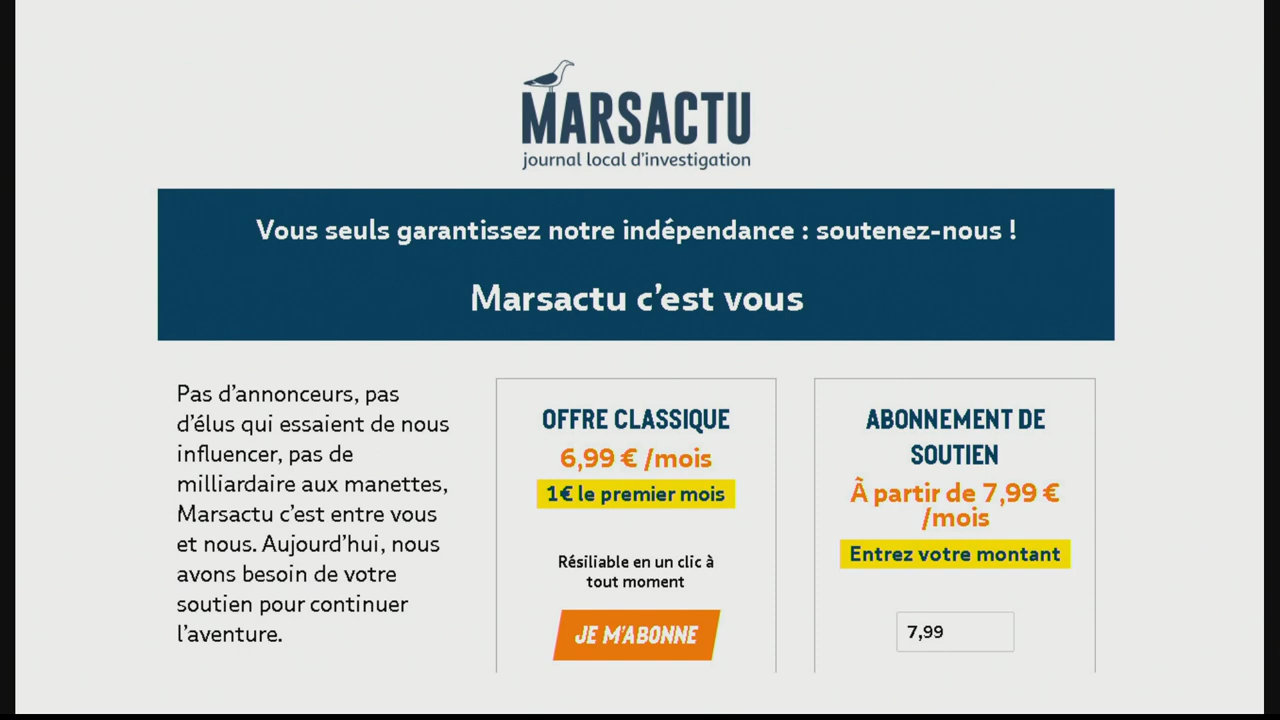 MARSACTU
journal local d'investigation
Vous seuls garantissez notre indépendance : soutenez-nous !
Marsactu c'est vous
Pas d'annonceurs, pas
d'élus qui essaient de nous
influencer, pas de
milliardaire aux manettes,
Marsactu c'est entre vous
et nous. Aujourd'hui, nous
avons besoin de votre
soutien pour continuer
l'aventure.
OFFRE CLASSIQUE
6,99 € /mois
1€ le premier mois
Résiliable en un clic à
tout moment
JE M'ABONNE
ABONNEMENT DE
SOUTIEN
À partir de 7,99 €
/mois
Entrez votre montant
7,99